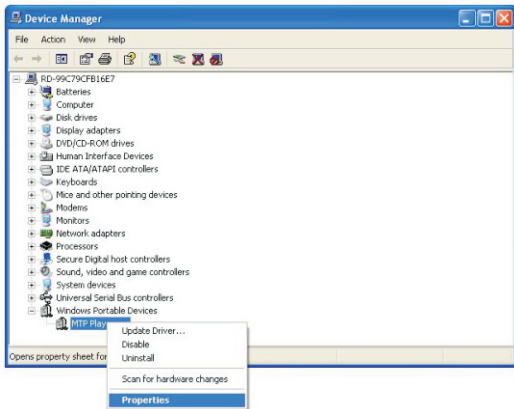 Device Manager
File Action View Help
RD-99C79CFB16E7
Batteries
Computer
Disk drives
Display adapters
DVD/CD-ROM drives
Human Interface Devices
IDE ATA/ATAPI controllers
Keyboards
Mice and other pointing devices
Modems
Monitors
Network adapters
Processors
Secure Digital host controllers
Sound, video and game controllers
System devices
Universal Serial Bus controllers
Windows Portable Devices
MTP Play
Update Driver...
Disable
Opens property sheet for
Uninstall
Scan for hardware changes
Properties